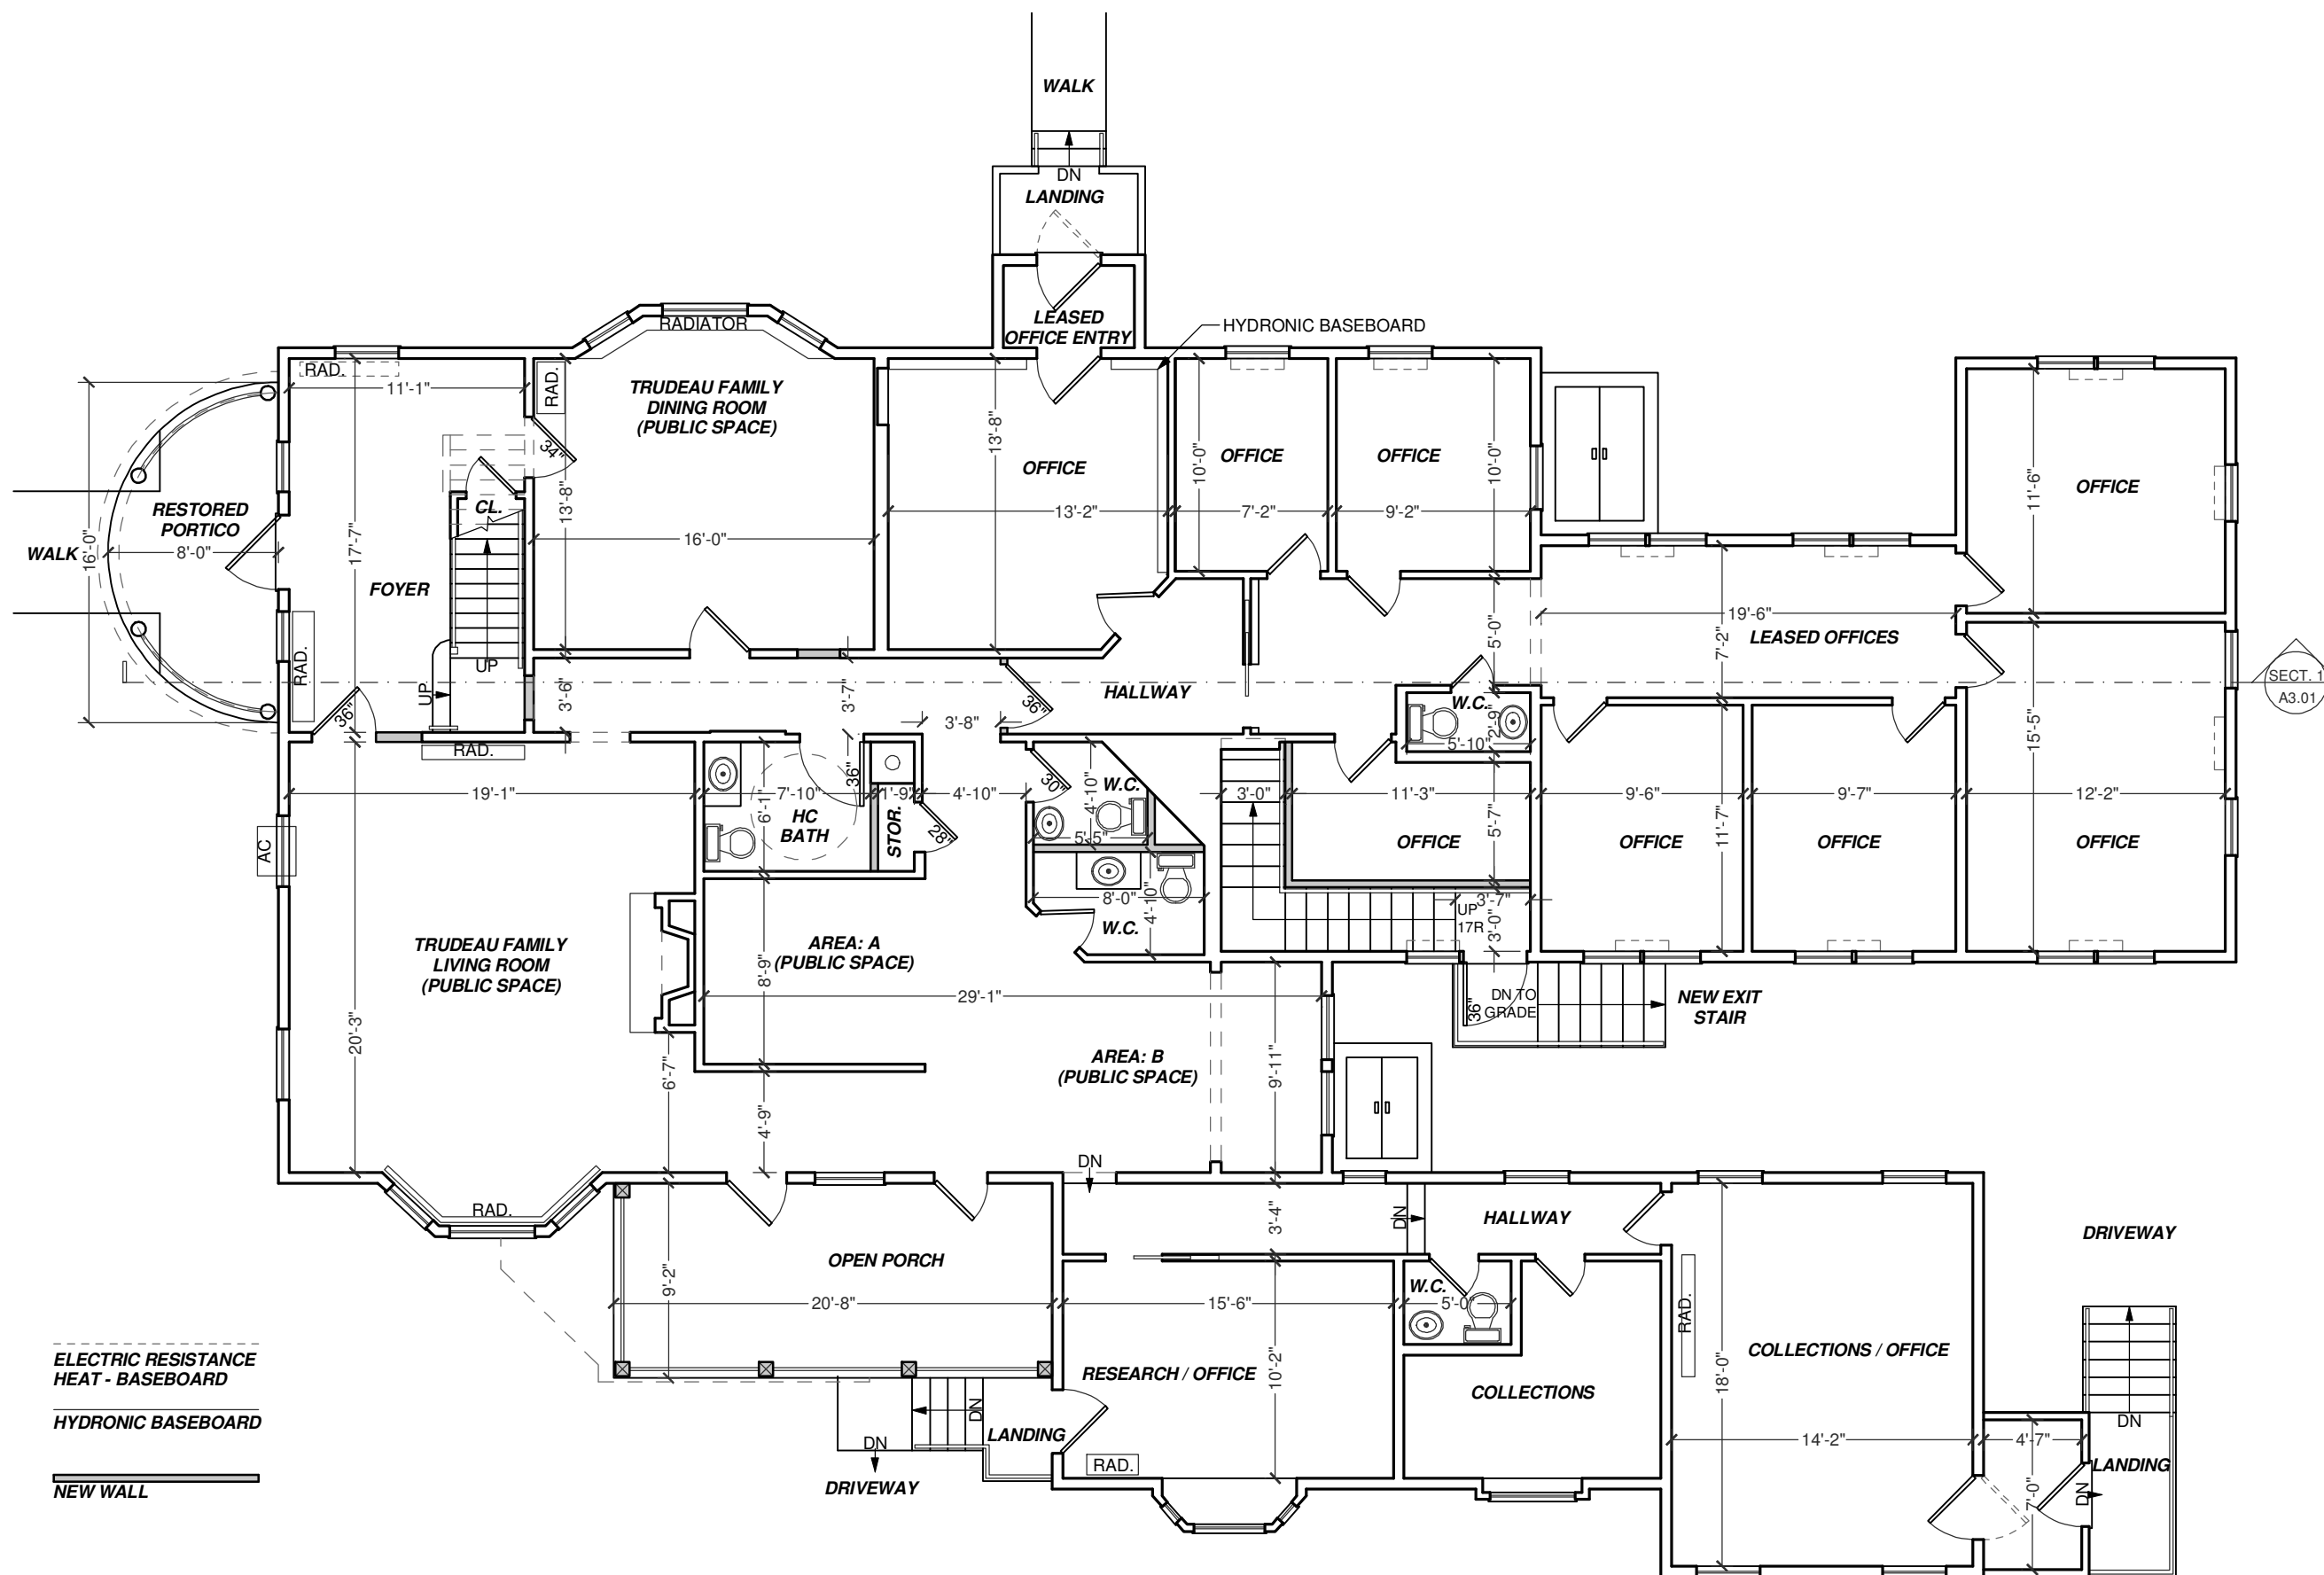 WALK
DN
LANDING
LEASED
OFFICE ENTRY
HYDRONIC BASEBOARD
RADIATOR
RAD.
11'-1"
RAD.
TRUDEAU FAMILY
DINING ROOM
(PUBLIC SPACE)
34"
13'-8"
16'-0"
13'-8"
OFFICE
13'-2"
10'-0"
OFFICE
7'-2"
OFFICE
9'-2"
10'-0"
11'-6"
OFFICE
RESTORED
PORTICO
WALK
16'-0"
8'-0"
17'-7"
CL.
FOYER
UP
UP
RAD.
36"
3'-6"
3'-7"
3'-8"
36"
HALLWAY
5'-0"
19'-6"
7'-2"
LEASED OFFICES
SECT. 1
A3.01
W.C.
2'-9"
5'-10"
15'-5"
RAD.
19'-1"
7'-10"
36"
1'-9"
4'-10"
30"
W.C.
4'-10"
5'-5"
3'-0"
11'-3"
9'-6"
9'-7"
12'-2"
6'-1"
HC
BATH
STOR.
28"
OFFICE
5'-7"
OFFICE
11'-7"
OFFICE
OFFICE
AC
8'-0"
4'-10"
W.C.
UP
17R
3'-7"
3'-0"
TRUDEAU FAMILY
LIVING ROOM
(PUBLIC SPACE)
AREA: A
(PUBLIC SPACE)
8'-9"
29'-1"
36"
DN TO
GRADE
NEW EXIT
STAIR
20'-3"
6'-7"
4'-9"
AREA: B
(PUBLIC SPACE)
9'-11"
DN
RAD.
3'-4"
DN
HALLWAY
DRIVEWAY
OPEN PORCH
9'-2"
20'-8"
15'-6"
W.C.
5'-0"
RAD.
RESEARCH / OFFICE
10'-2"
COLLECTIONS
COLLECTIONS / OFFICE
18'-0"
14'-2"
4'-7"
7'-0"
DN
DN
LANDING
DN
LANDING
DN
DRIVEWAY
RAD.
ELECTRIC RESISTANCE
HEAT - BASEBOARD
HYDRONIC BASEBOARD
NEW WALL